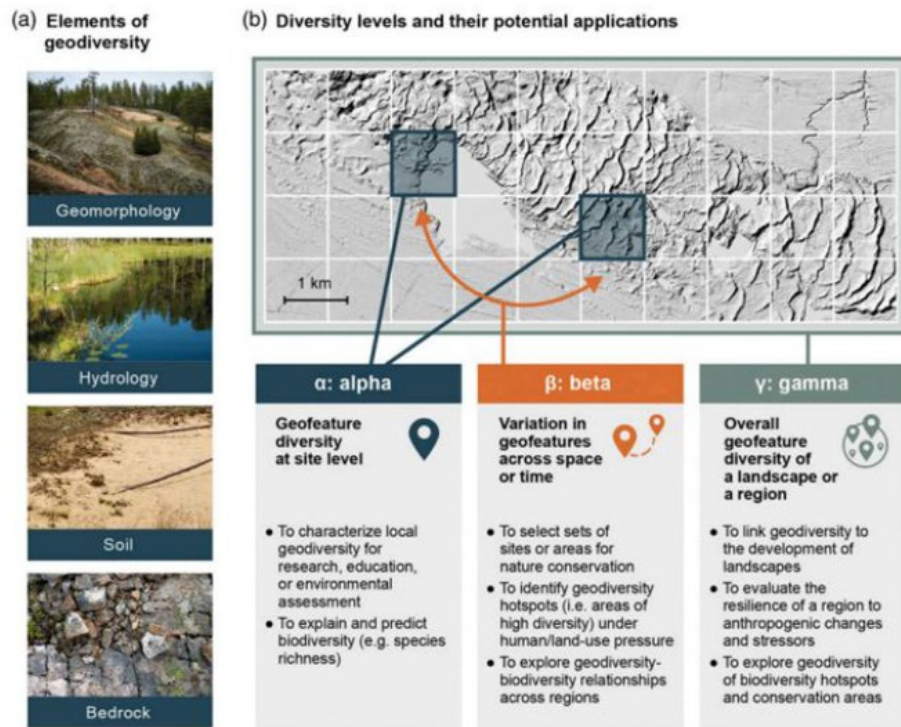 (a) Elements of
geodiversity
Geomorphology
Hydrology
Soil
Bedrock
(b) Diversity levels and their potential applications
1 km
α: alpha
Geofeature
diversity
at site level
• To characterize local
geodiversity for
research, education,
or environmental
assessment
• To explain and predict
biodiversity (e.g. species
richness)
β: beta
Variation in
geofeatures
across space
or time
• To select sets of
sites or areas for
nature conservation
• To identify geodiversity
hotspots (i.e. areas of
high diversity) under
human/land-use pressure
• To explore geodiversity-
biodiversity relationships
across regions
γ: gamma
Overall
geofeature
diversity of
a landscape or
a region
• To link geodiversity to
the development of
landscapes
• To evaluate the
resilience of a region to
anthropogenic changes
and stressors
• To explore geodiversity
of biodiversity hotspots
and conservation areas